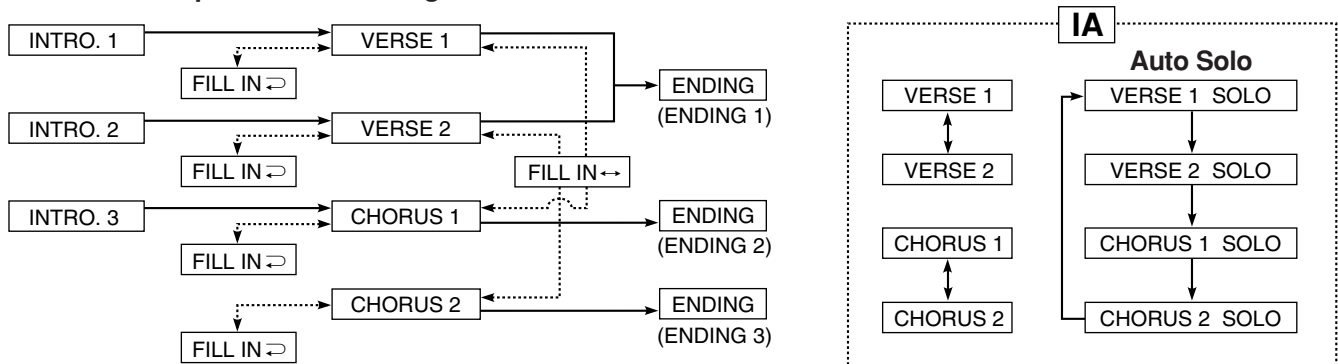 INTRO. 1
VERSE 1
FILL IN
ENDING
(ENDING 1)
INTRO. 2
VERSE 2
FILL IN
FILL IN ↔
INTRO. 3
CHORUS 1
ENDING
(ENDING 2)
FILL IN
CHORUS 2
ENDING
(ENDING 3)
FILL IN
IA
Auto Solo
VERSE 1
VERSE 1 SOLO
VERSE 2
VERSE 2 SOLO
CHORUS 1
CHORUS 1 SOLO
CHORUS 2
CHORUS 2 SOLO